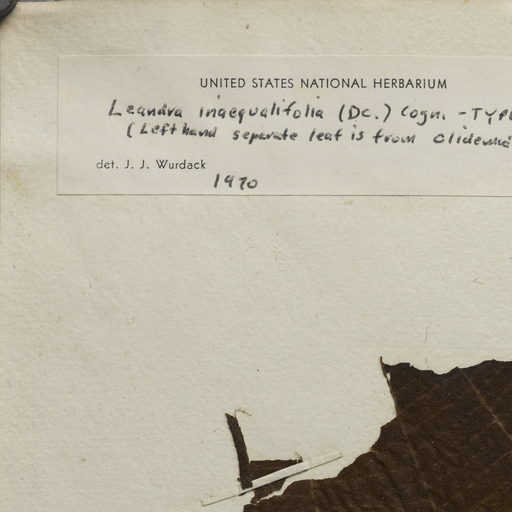 UNITED STATES NATIONAL HERBARIUM
Leandra inaequalifolia (DC.) Cogn. - TYPE
(Left hand separate leaf is from Clidemia
det. J. J. Wurdack
1970